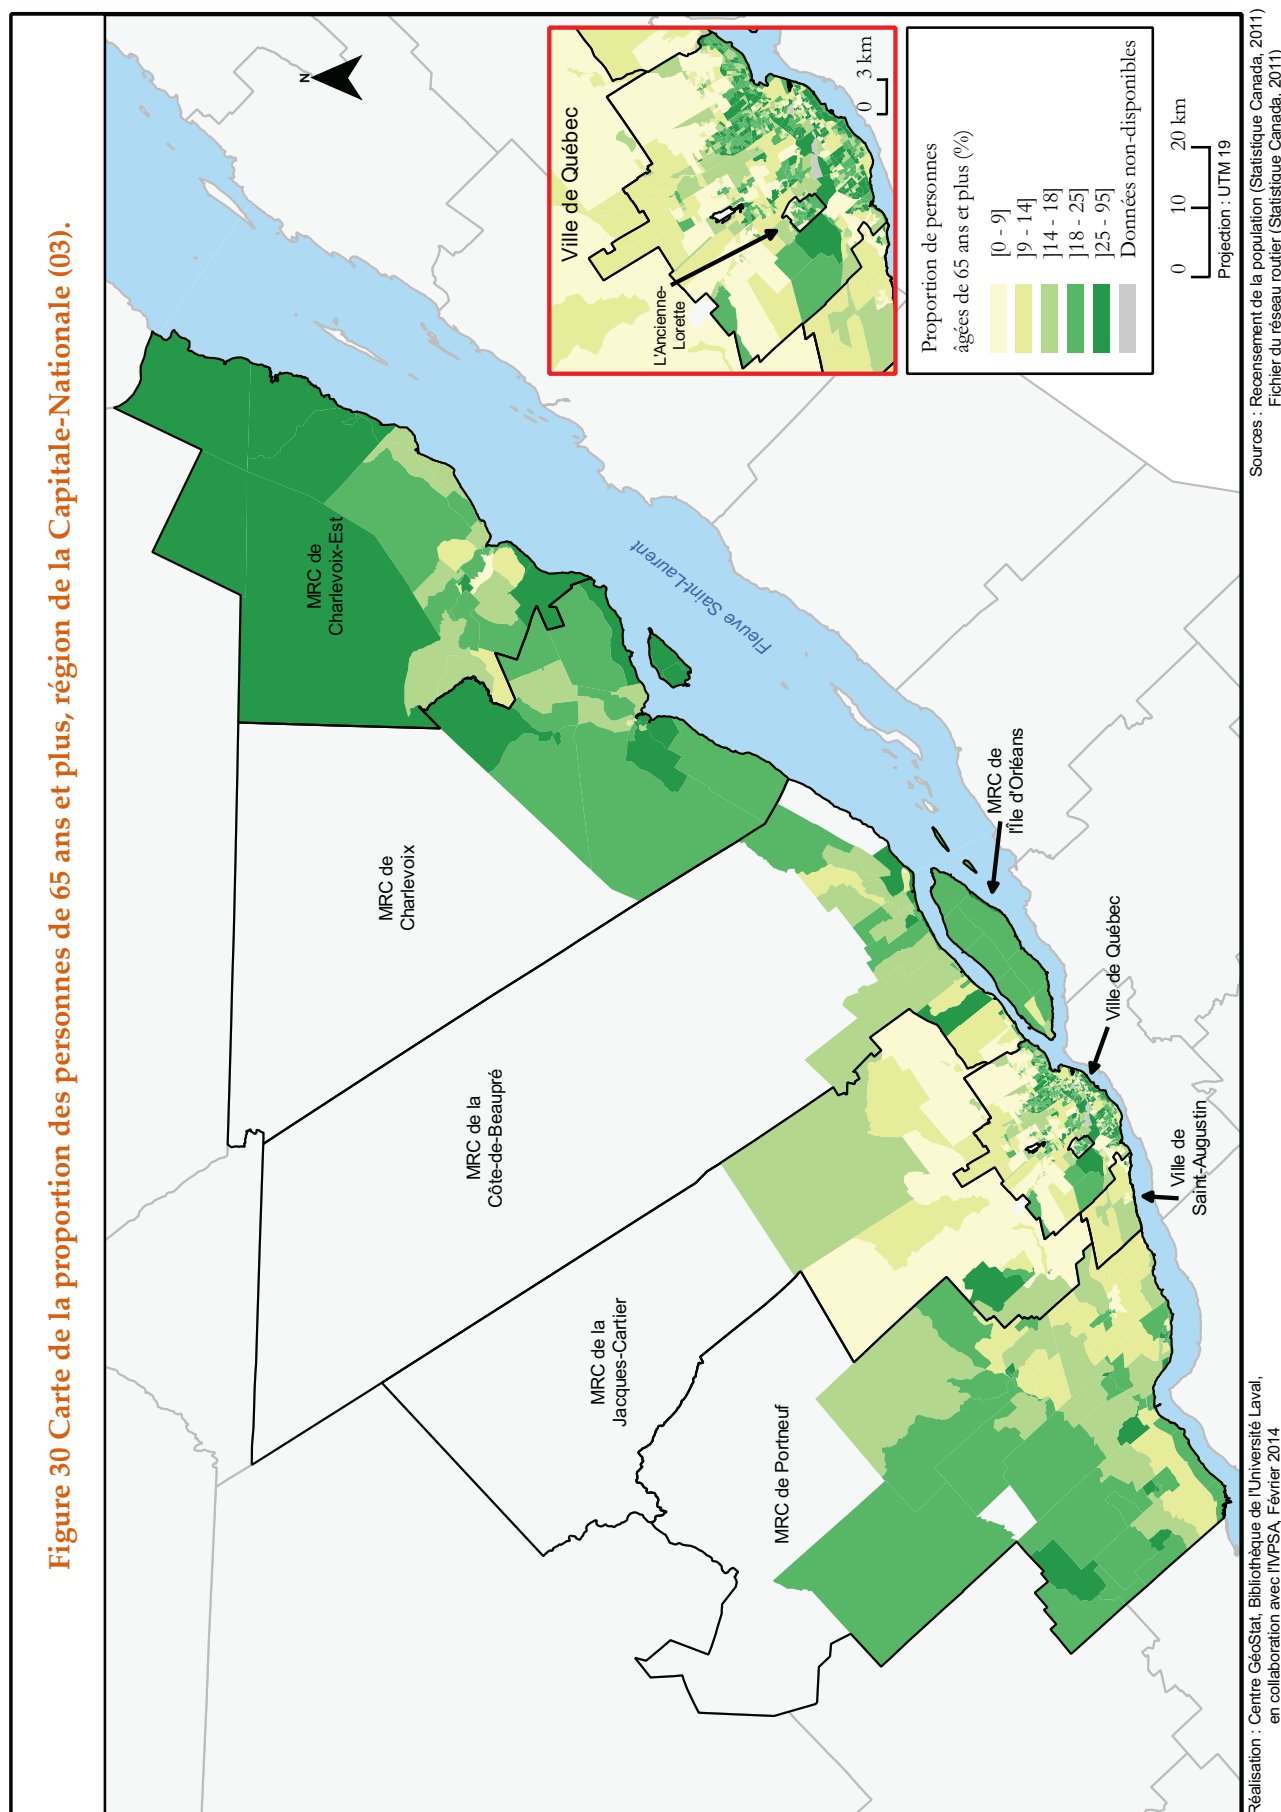 Figure 30 Carte de la proportion des personnes de 65 ans et plus, région de la Capitale-Nationale (03).
N
MRC de
Charlevoix-Est
MRC de
Charlevoix
MRC de la
Côte-de-Beaupré
MRC de la
Jacques-Cartier
MRC de Portneuf
Fleuve Saint-Laurent
MRC de
l'Île d'Orléans
Ville de Québec
Ville de
Saint-Augustin
Ville de Québec
L'Ancienne-
Lorette
0 3 km
Proportion de personnes
âgées de 65 ans et plus (%)
[0 - 9]
]9 - 14]
]14 - 18]
]18 - 25]
]25 - 95]
Données non-disponibles
0 10 20 km
Projection : UTM 19
Réalisation : Centre GéoStat, Bibliothèque de l'Université Laval,
en collaboration avec l'IVPSA, Février 2014
Sources : Recensement de la population (Statistique Canada, 2011)
Fichier du réseau routier (Statistique Canada, 2011)